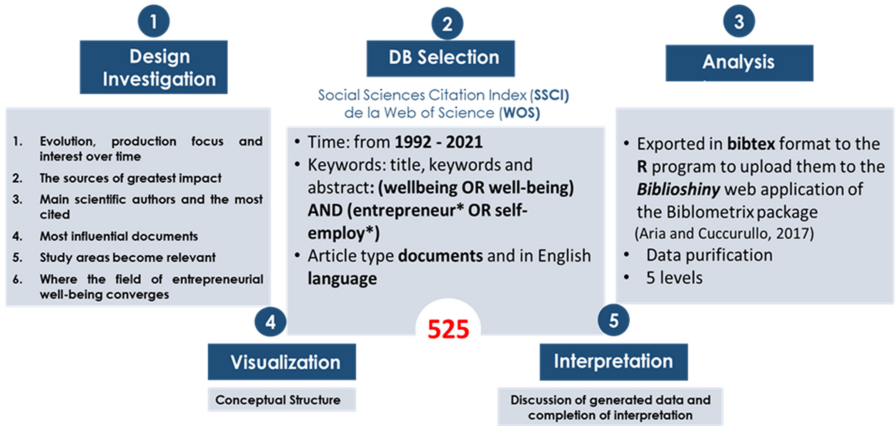 1
Design
Investigation
1. Evolution, production focus and
interest over time
2. The sources of greatest impact
3. Main scientific authors and the most
cited
4. Most influential documents
5. Study areas become relevant
6. Where the field of entrepreneurial
well-being converges
2
DB Selection
Social Sciences Citation Index (SSCI)
de la Web of Science (WOS)
• Time: from 1992 - 2021
• Keywords: title, keywords and
abstract: (wellbeing OR well-being)
AND (entrepreneur* OR self-
employ*)
• Article type documents and in English
language
525
3
Analysis
• Exported in bibtex format to the
R program to upload them to the
Biblioshiny web application of
the Biblometrix package
(Aria and Cuccurullo, 2017)
• Data purification
• 5 levels
4
Visualization
Conceptual Structure
5
Interpretation
Discussion of generated data and
completion of interpretation